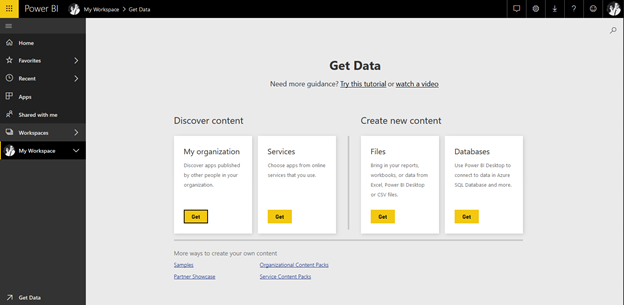 Power BI My Workspace > Get Data
Home
Favorites
Recent
Apps
Shared with me
Workspaces
My Workspace
Get Data
Get Data
Need more guidance? Try this tutorial or watch a video
Discover content
My organization
Discover apps published
by other people in your
organization.
Get
Services
Choose apps from online
services that you use.
Get
Create new content
Files
Bring in your reports,
workbooks, or data from
Excel, Power BI Desktop
or CSV files.
Get
Databases
Use Power BI Desktop to
connect to data in Azure
SQL Database and more.
Get
More ways to create your own content
Samples
Organizational Content Packs
Partner Showcase
Service Content Packs